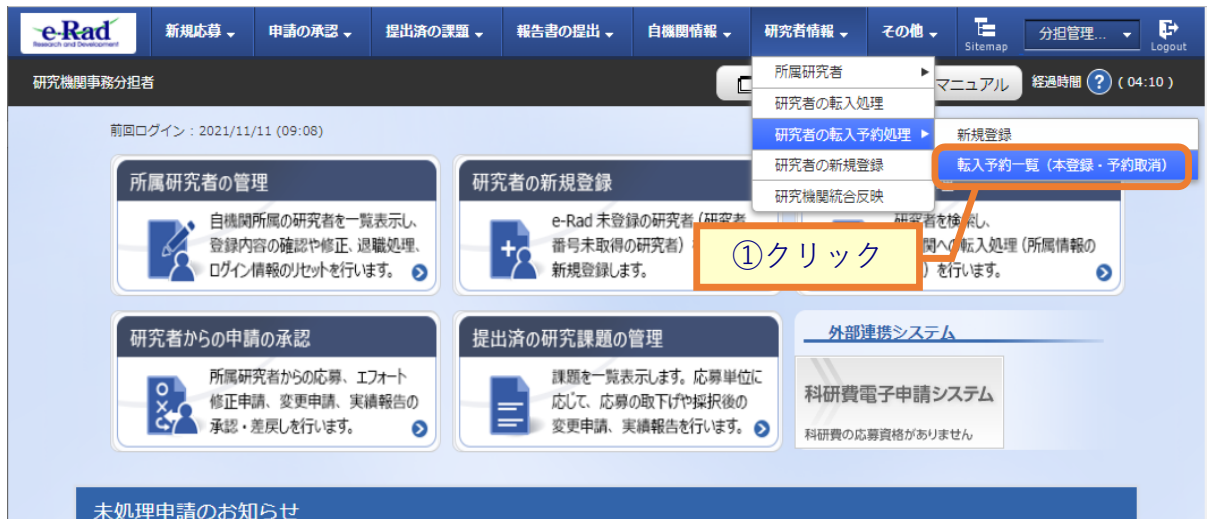 e-Rad
Research and Development
新規応募
申請の承認
提出済の課題
報告書の提出
自機関情報
研究者情報
その他
Sitemap
分担管理...
Logout
研究機関事務分担者
マニュアル
経過時間 ? ( 04:10 )
所属研究者
研究者の転入処理
研究者の転入予約処理
研究者の新規登録
研究機関統合反映
新規登録
転入予約一覧（本登録・予約取消）
①クリック
前回ログイン：2021/11/11 (09:08)
所属研究者の管理
自機関所属の研究者を一覧表示し、
登録内容の確認や修正、退職処理、
ログイン情報のリセットを行います。
研究者の新規登録
e-Rad 未登録の研究者（研究者
番号未取得の研究者）
新規登録します。
研究者を検索し、
関への転入処理（所属情報の
）を行います。
研究者からの申請の承認
所属研究者からの応募、エフォート
修正申請、変更申請、実績報告の
承認・差戻しを行います。
提出済の研究課題の管理
課題を一覧表示します。応募単位に
応じて、応募の取下げや採択後の
変更申請、実績報告を行います。
外部連携システム
科研費電子申請システム
科研費の応募資格がありません
未処理申請のお知らせ